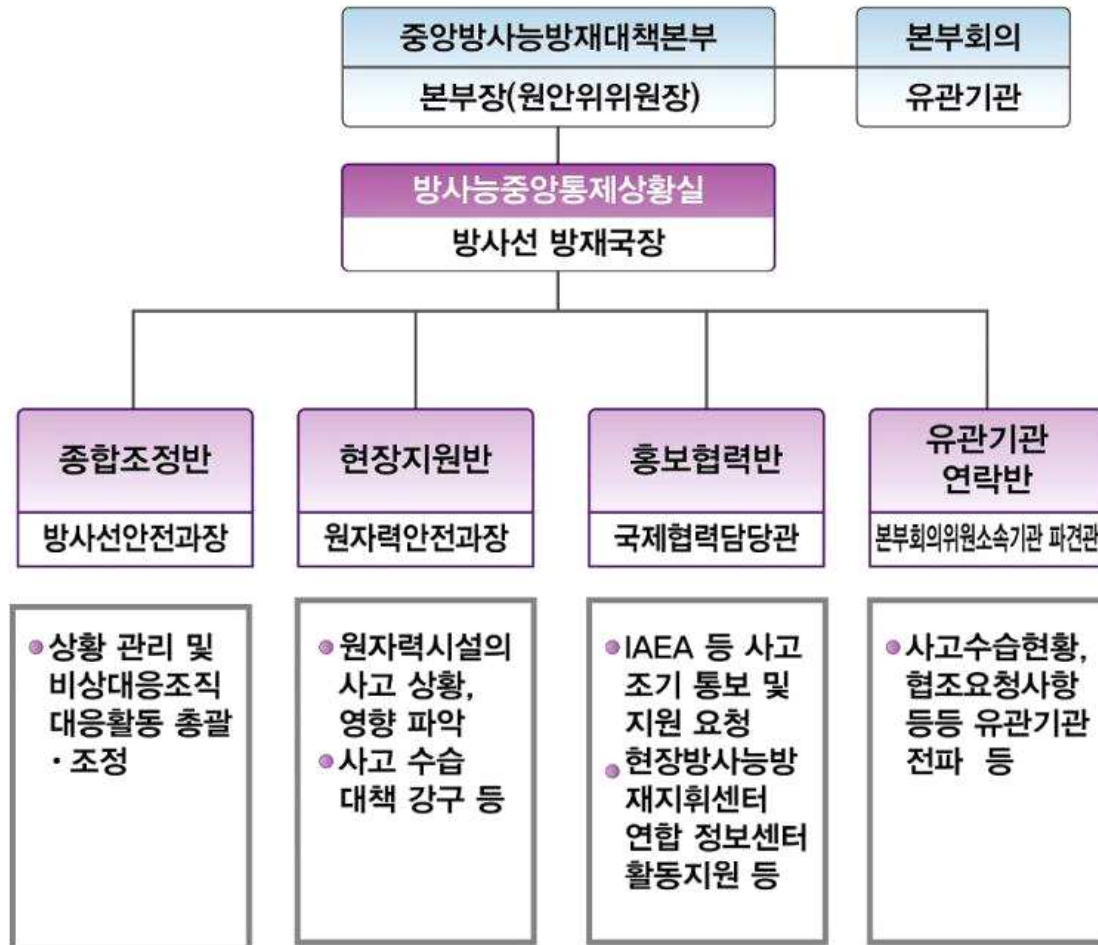 중앙방사능방재대책본부
본부장(원안위위원장)
본부회의
유관기관
방사능중앙통제상황실
방사선 방재국장
종합조정반
방사선안전과장
현장지원반
원자력안전과장
홍보협력반
국제협력담당관
유관기관
연락반
본부회의위원소속기관 파견관
상황 관리 및
비상대응조직
대응활동 총괄
· 조정
원자력시설의
사고 상황,
영향 파악
사고 수습
대책 강구 등
IAEA 등 사고
조기 통보 및
지원 요청
현장방사능방
재지휘센터
연합 정보센터
활동지원 등
사고수습현황,
협조요청사항
등등 유관기관
전파 등